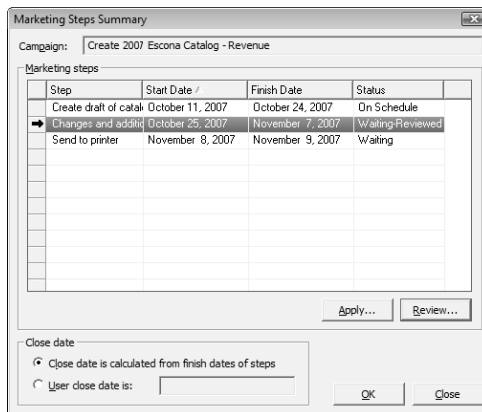 Marketing Steps Summary
Campaign: Create 2007 Escona Catalog - Revenue
Marketing steps
Step Start Date Finish Date Status
Create draft of catal October 11, 2007 October 24, 2007 On Schedule
Changes and additic October 25, 2007 November 7, 2007 Waiting-Reviewed
Send to printer November 8, 2007 November 9, 2007 Waiting
Apply... Review...
Close date
Close date is calculated from finish dates of steps
User close date is:
OK Close